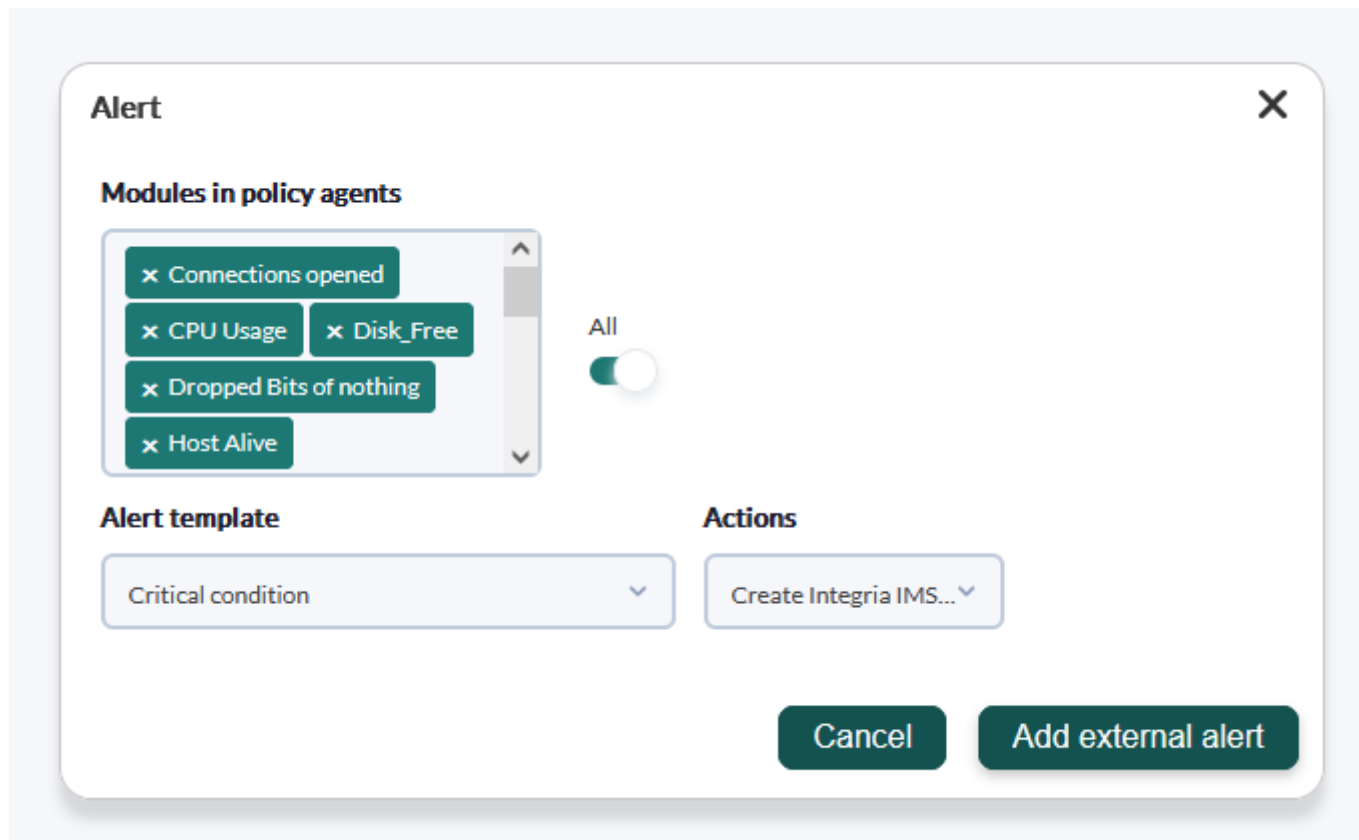 Alert
Modules in policy agents
× Connections opened
× CPU Usage × Disk_Free
× Dropped Bits of nothing
× Host Alive
All
Alert template
Actions
Critical condition
Create Integria IMS...
Cancel
Add external alert